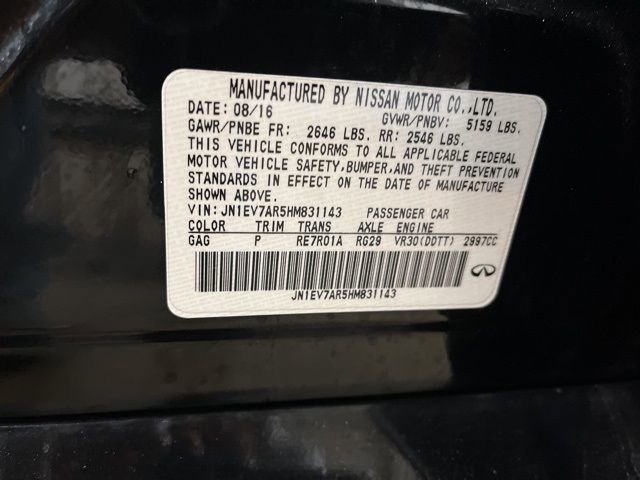 MANUFACTURED BY NISSAN MOTOR CO.,LTD.
DATE: 08/16 GVWR/PNBV: 5159 LBS.
GAWR/PNBE FR: 2646 LBS. RR: 2546 LBS.
THIS VEHICLE CONFORMS TO ALL APPLICABLE FEDERAL
MOTOR VEHICLE SAFETY,BUMPER,AND THEFT PREVENTION
STANDARDS IN EFFECT ON THE DATE OF MANUFACTURE
SHOWN ABOVE.
VIN: JN1EV7AR5HM831143 PASSENGER CAR
COLOR TRIM TRANS AXLE ENGINE
GAG P RE7R01A RG29 VR30(DDTT) 2997CC
JN1EV7AR5HM831143